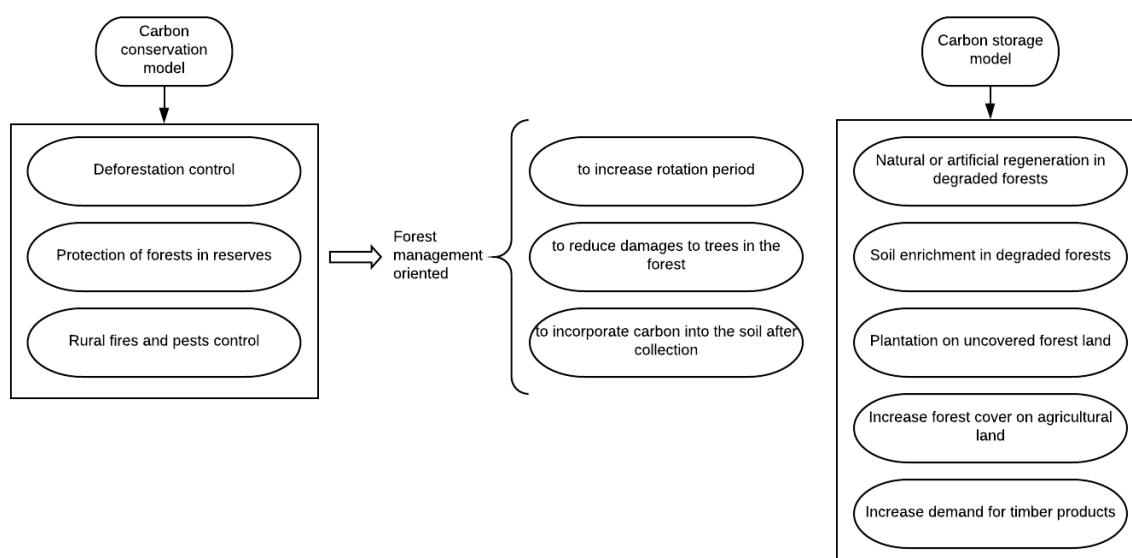 Carbon
conservation
model
Deforestation control
Protection of forests in reserves
Rural fires and pests control
Forest
management
oriented
to increase rotation period
to reduce damages to trees in the
forest
to incorporate carbon into the soil after
collection
Carbon storage
model
Natural or artificial regeneration in
degraded forests
Soil enrichment in degraded forests
Plantation on uncovered forest land
Increase forest cover on agricultural
land
Increase demand for timber products